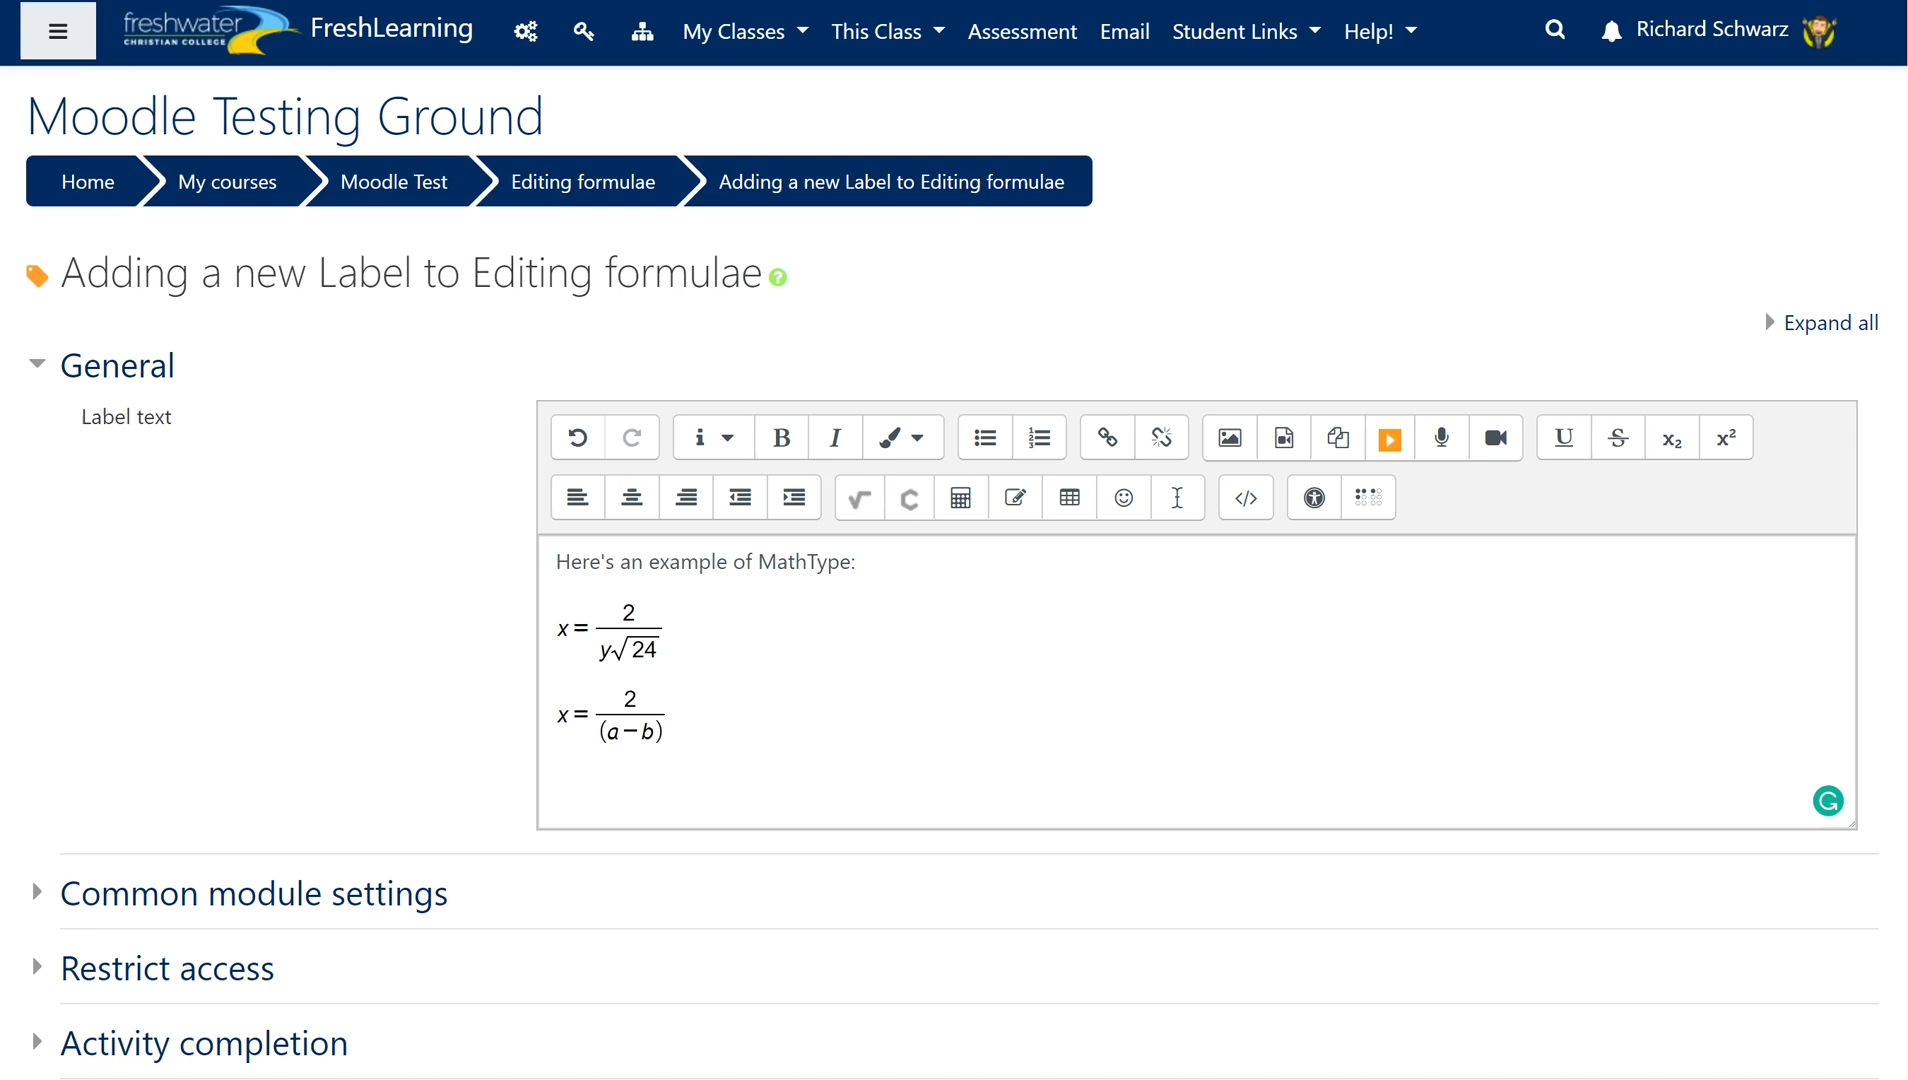 freshwater
CHRISTIAN COLLEGE
FreshLearning
My Classes
This Class
Assessment
Email
Student Links
Help!
Richard Schwarz
Moodle Testing Ground
Home
My courses
Moodle Test
Editing formulae
Adding a new Label to Editing formulae
Adding a new Label to Editing formulae
Expand all
General
Label text
Here's an example of MathType:
x = 2 / y√24
x = 2 / (a − b)
Common module settings
Restrict access
Activity completion